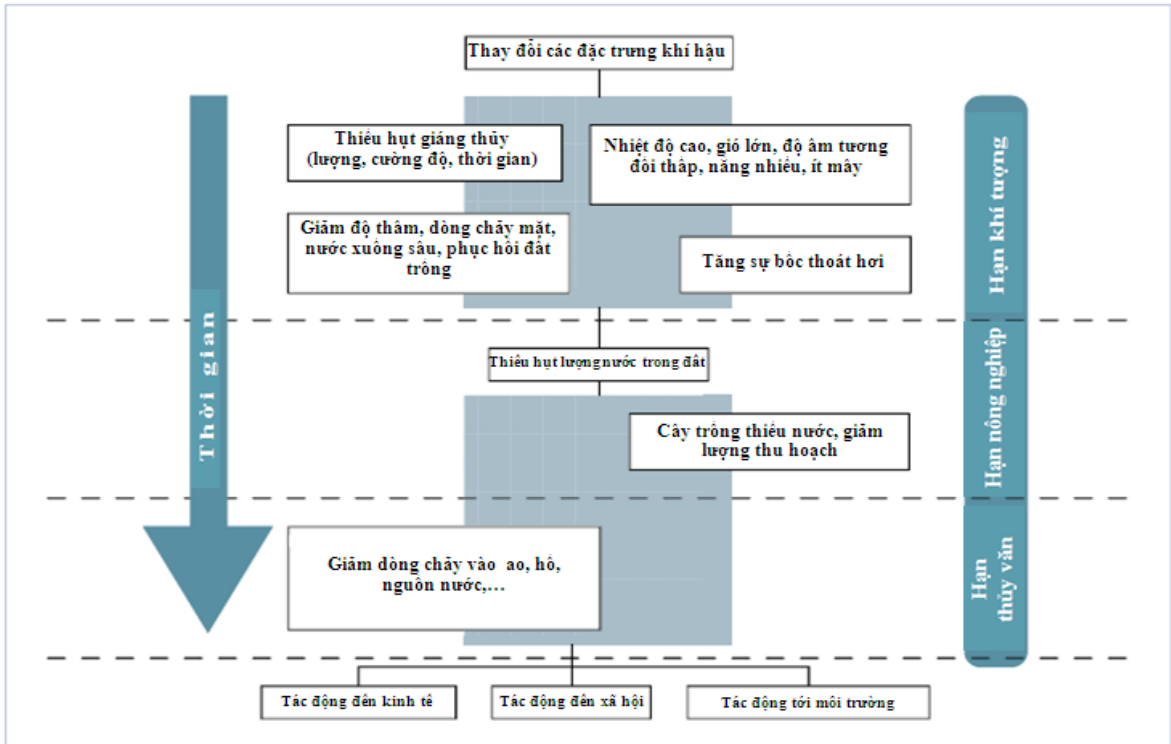 Thay đổi các đặc trưng khí hậu
Thiếu hụt giáng thủy
(lượng, cường độ, thời gian)
Nhiệt độ cao, gió lớn, độ âm tương
đối thấp, nắng nhiều, ít mây
Giảm độ thâm, dòng chảy mặt,
nước xuống sâu, phục hồi đất
trồng
Tăng sự bốc thoát hơi
Hạn khí tượng
Thời gian
Thiếu hụt lượng nước trong đất
Cây trồng thiếu nước, giảm
lượng thu hoạch
Hạn nông nghiệp
Giảm dòng chảy vào ao, hồ,
nguồn nước,...
Hạn
thủy văn
Tác động đến kinh tế
Tác động đến xã hội
Tác động tới môi trường